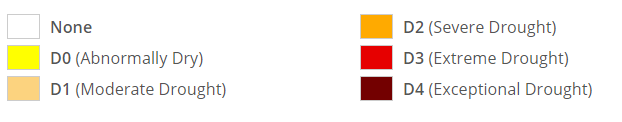 None
D0 (Abnormally Dry)
D1 (Moderate Drought)
D2 (Severe Drought)
D3 (Extreme Drought)
D4 (Exceptional Drought)